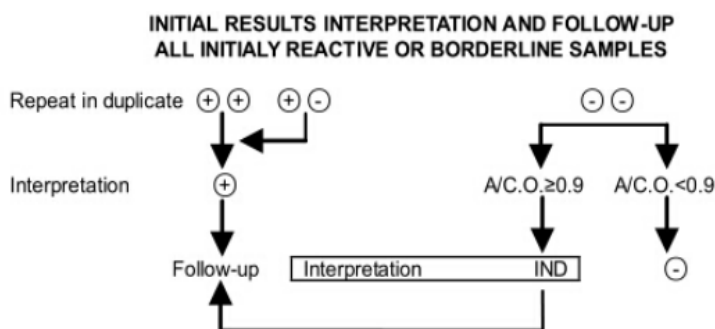 INITIAL RESULTS INTERPRETATION AND FOLLOW-UP
ALL INITIALY REACTIVE OR BORDERLINE SAMPLES
Repeat in duplicate ⊕ ⊕ ⊕ ⊖ ⊖ ⊖
Interpretation ⊕ A/C.O.≥0.9 A/C.O.<0.9
Follow-up Interpretation IND ⊖